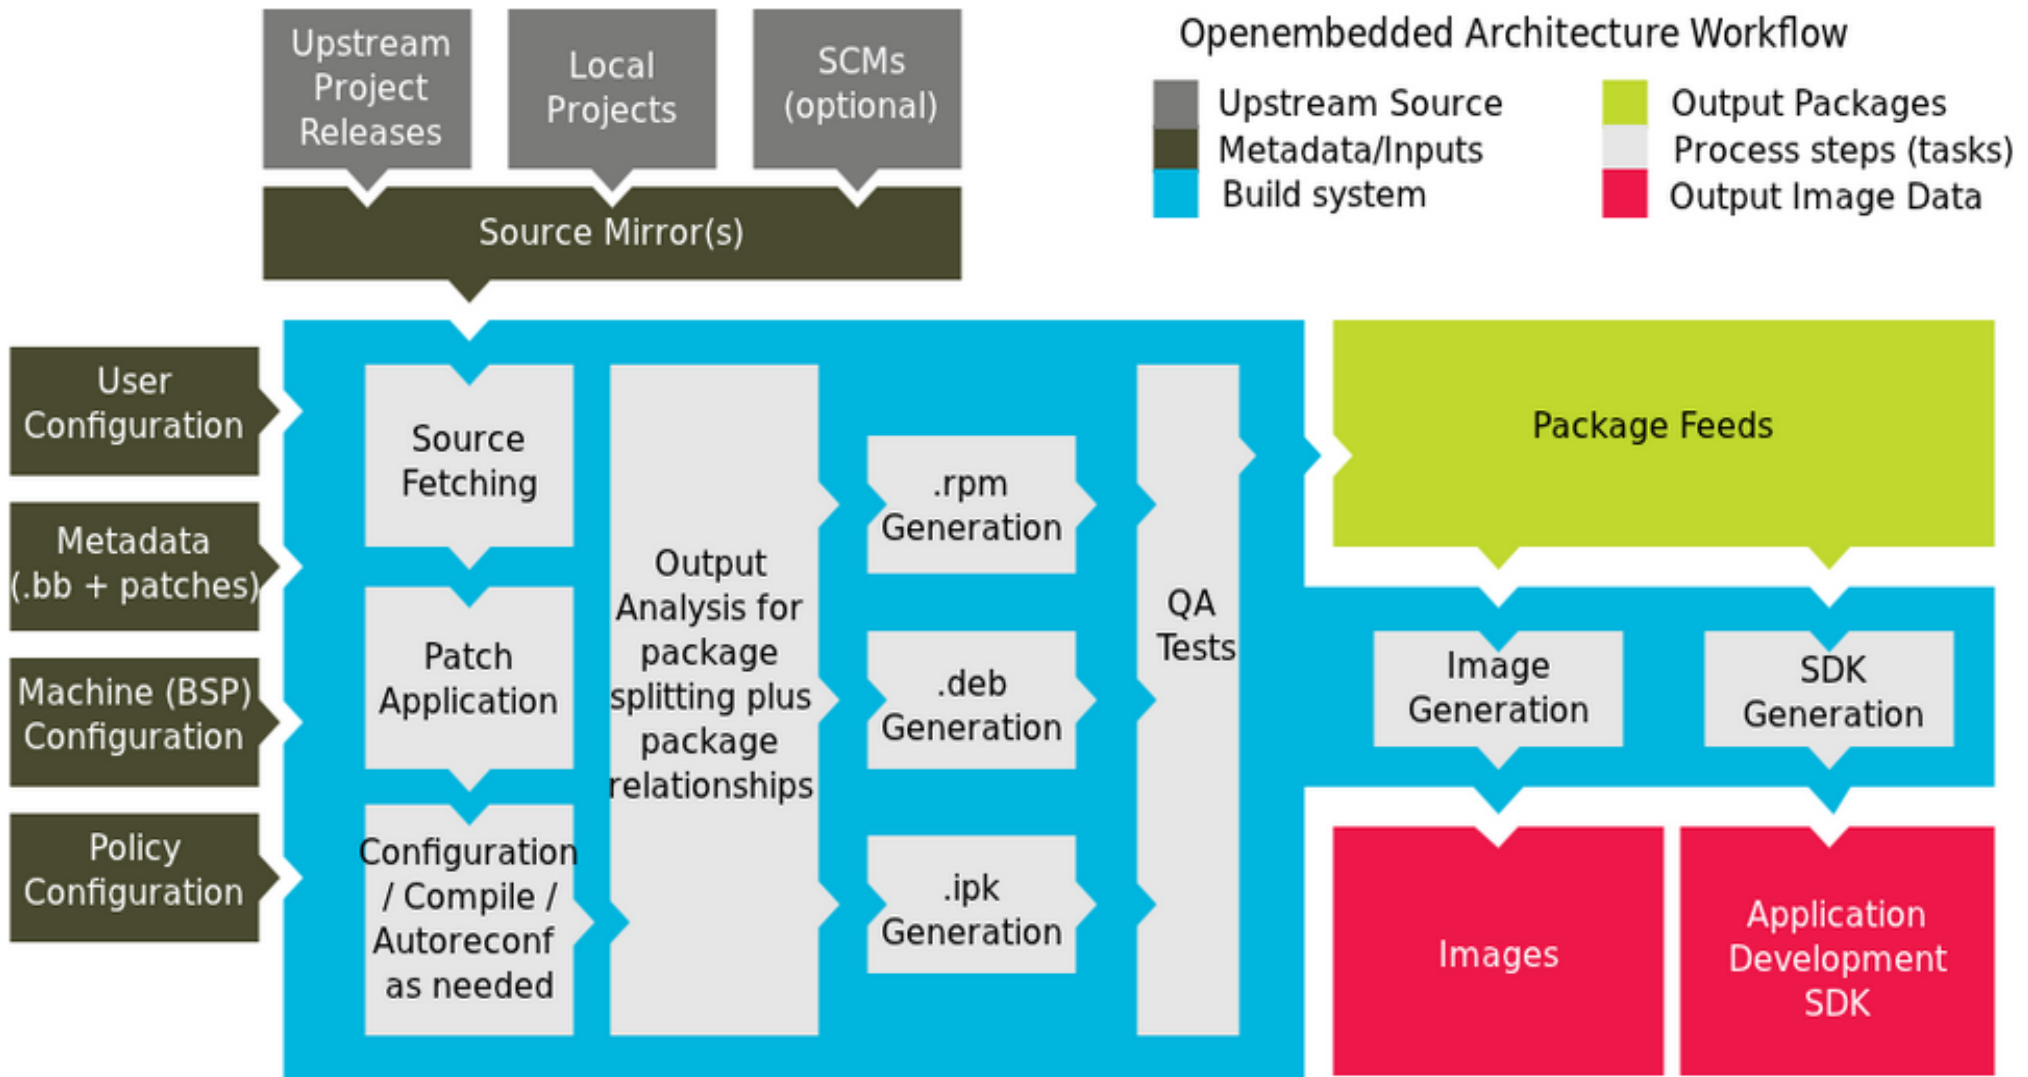 Upstream
Project
Releases
Local
Projects
SCMs
(optional)
Openembedded Architecture Workflow
Upstream Source
Metadata/Inputs
Build system
Output Packages
Process steps (tasks)
Output Image Data
Source Mirror(s)
User
Configuration
Metadata
(.bb + patches)
Machine (BSP)
Configuration
Policy
Configuration
Source
Fetching
Patch
Application
Configuration
/ Compile /
Autoreconf
as needed
Output
Analysis for
package
splitting plus
package
relationships
.rpm
Generation
.deb
Generation
.ipk
Generation
QA
Tests
Package Feeds
Image
Generation
SDK
Generation
Images
Application
Development
SDK